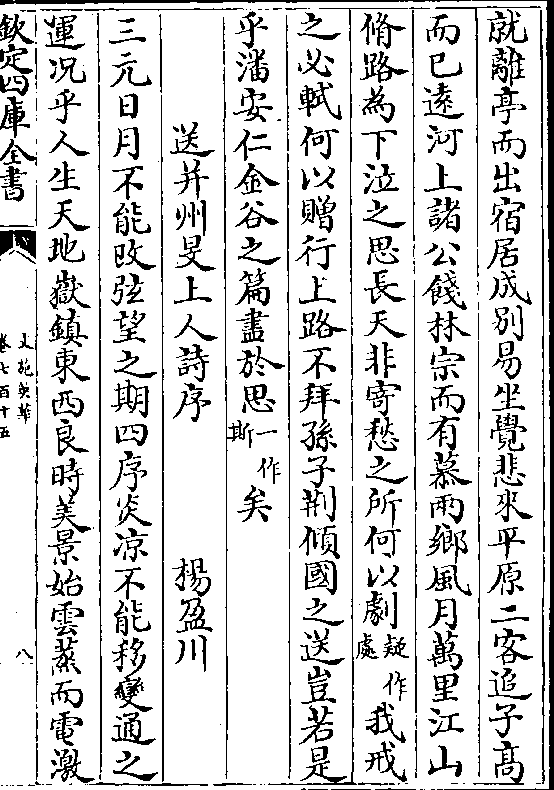 就離亭而出宿居成別易坐覺悲來平原二客追子高
而已遠河上諸公餞林宗而有慕兩鄉風月萬里江山
脩路為下泣之思長天非寄愁之所何以劇疑作處我戒
之必軾何以贈行上路不拜孫子荆傾國之送豈若是
乎潘安仁金谷之篇盡於思一作斯矣
送并州旻上人詩序 楊盈川
三元日月不能改弦望之期四序炎凉不能移變通之
運况乎人生天地嶽鎮東西良時美景始雲蒸而電激
欽定四庫全書
文苑英華
卷七百十五
八